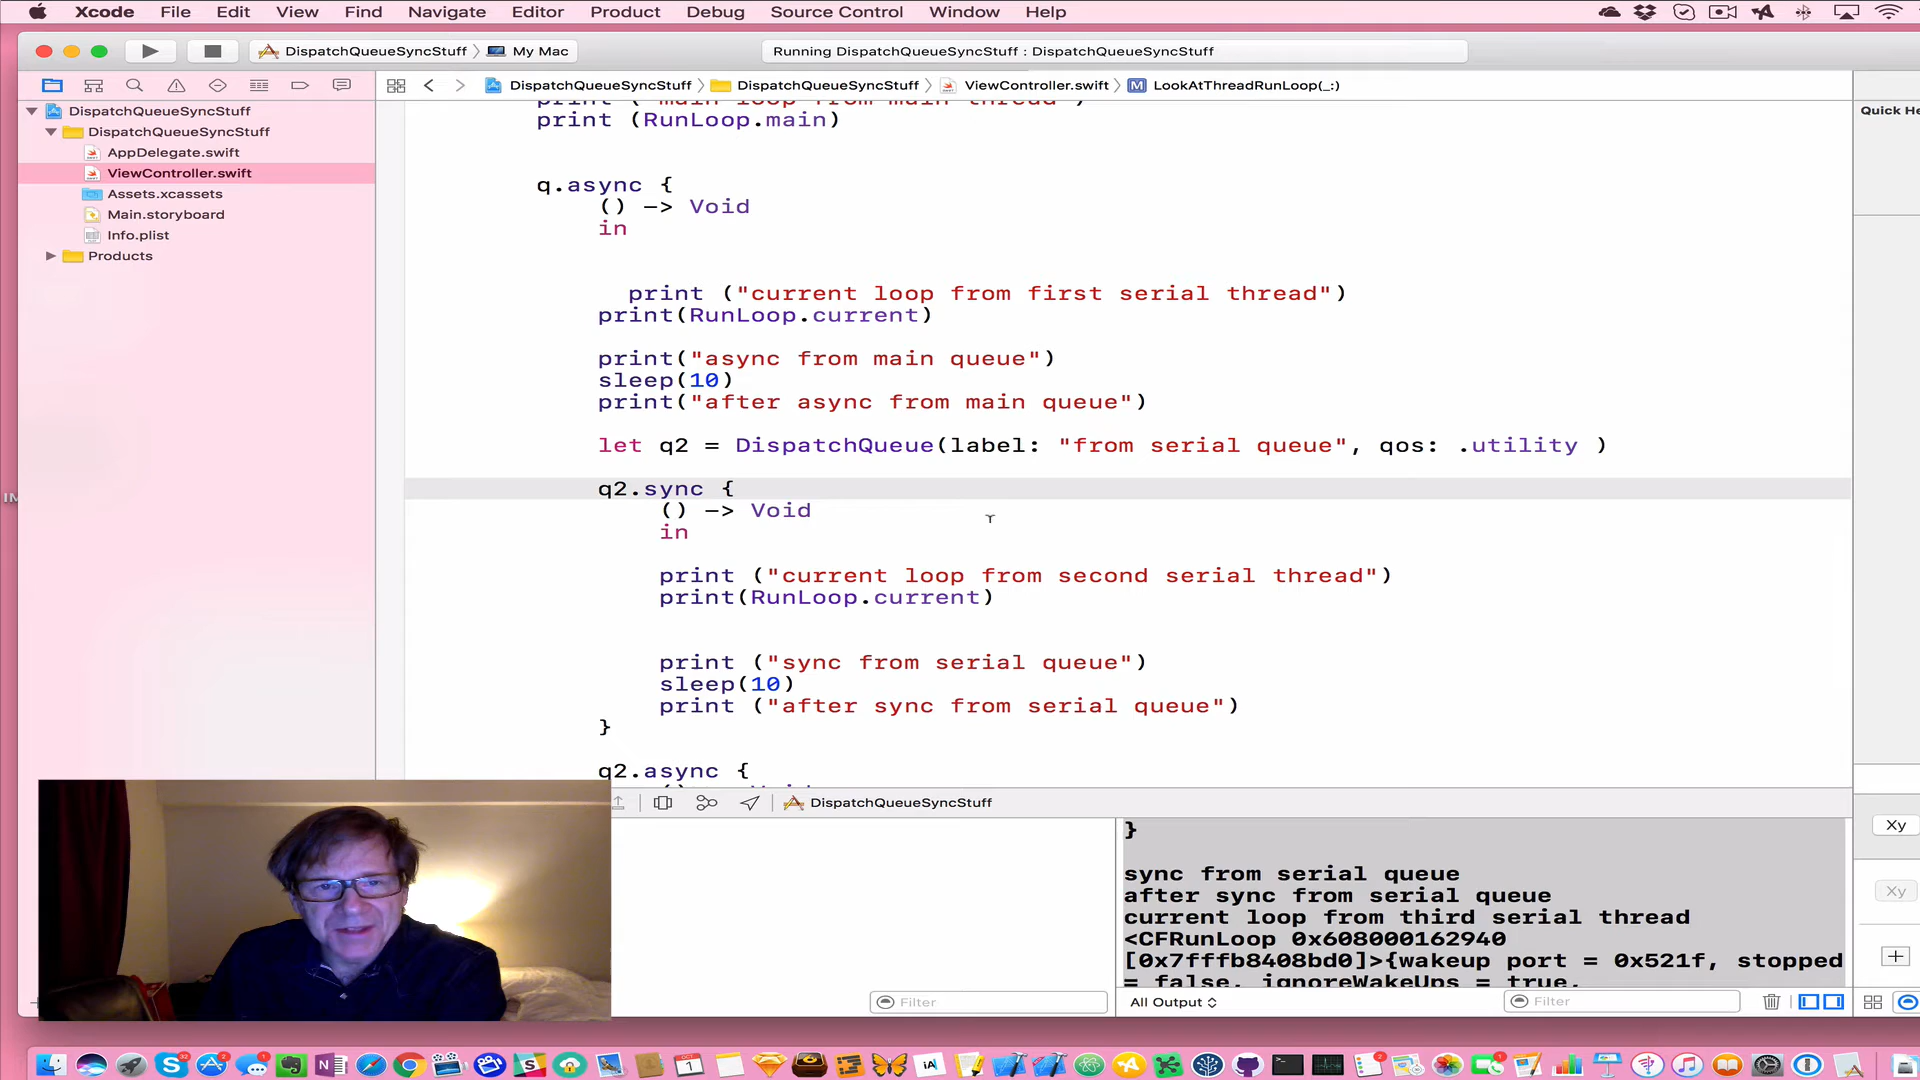 Xcode File Edit View Find Navigate Editor Product Debug Source Control Window Help
DispatchQueueSyncStuff My Mac
Running DispatchQueueSyncStuff : DispatchQueueSyncStuff
DispatchQueueSyncStuff DispatchQueueSyncStuff ViewController.swift M LookAtThreadRunLoop(_:)
Quick He
DispatchQueueSyncStuff
DispatchQueueSyncStuff
AppDelegate.swift
ViewController.swift
Assets.xcassets
Main.storyboard
Info.plist
Products
print ("main loop from main thread")
print (RunLoop.main)
q.async {
() -> Void
in
print ("current loop from first serial thread")
print(RunLoop.current)
print("async from main queue")
sleep(10)
print("after async from main queue")
let q2 = DispatchQueue(label: "from serial queue", qos: .utility )
q2.sync {
() -> Void
in
print ("current loop from second serial thread")
print(RunLoop.current)
print ("sync from serial queue")
sleep(10)
print ("after sync from serial queue")
}
q2.async {
DispatchQueueSyncStuff
}
sync from serial queue
after sync from serial queue
current loop from third serial thread
<CFRunLoop 0x608000162940
[0x7fffb8408bd0]>{wakeup port = 0x521f, stopped
= false, ignoreWakeUps = true,
Filter
All Output
Filter
Xy
Xy